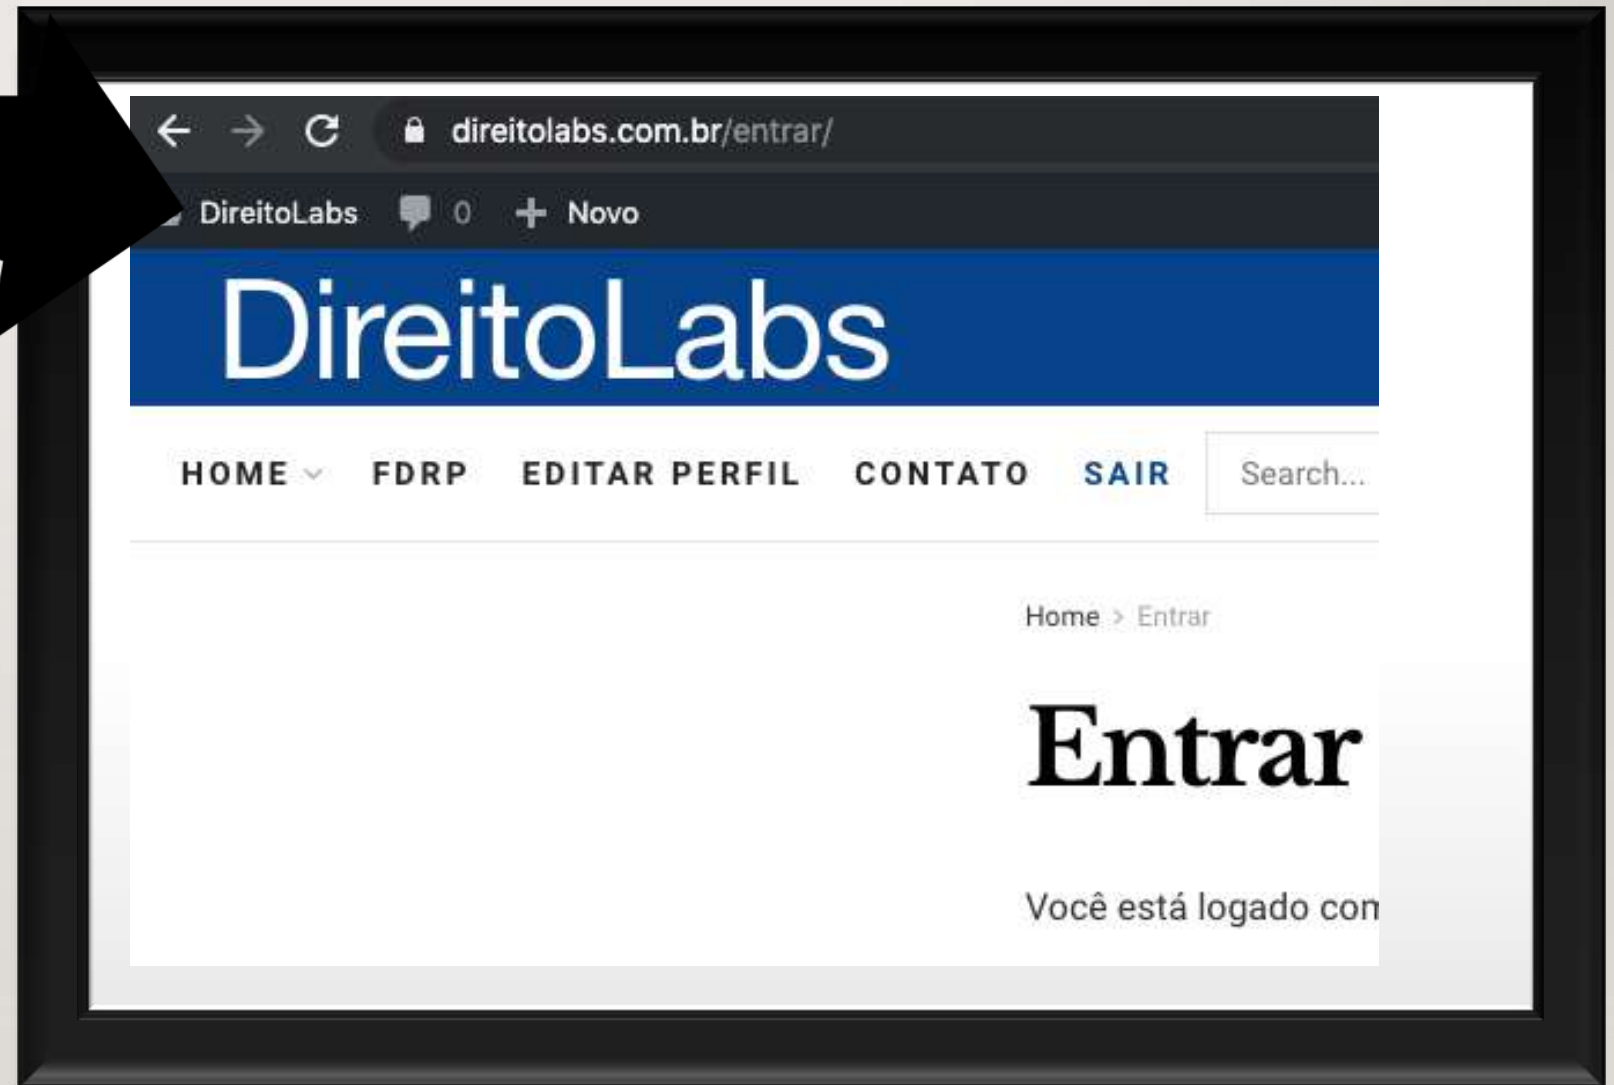 direitolabs.com.br/entrar/
DireitoLabs 0 + Novo
DireitoLabs
HOME FDRP EDITAR PERFIL CONTATO SAIR Search...
Home > Entrar
Entrar
Você está logado com